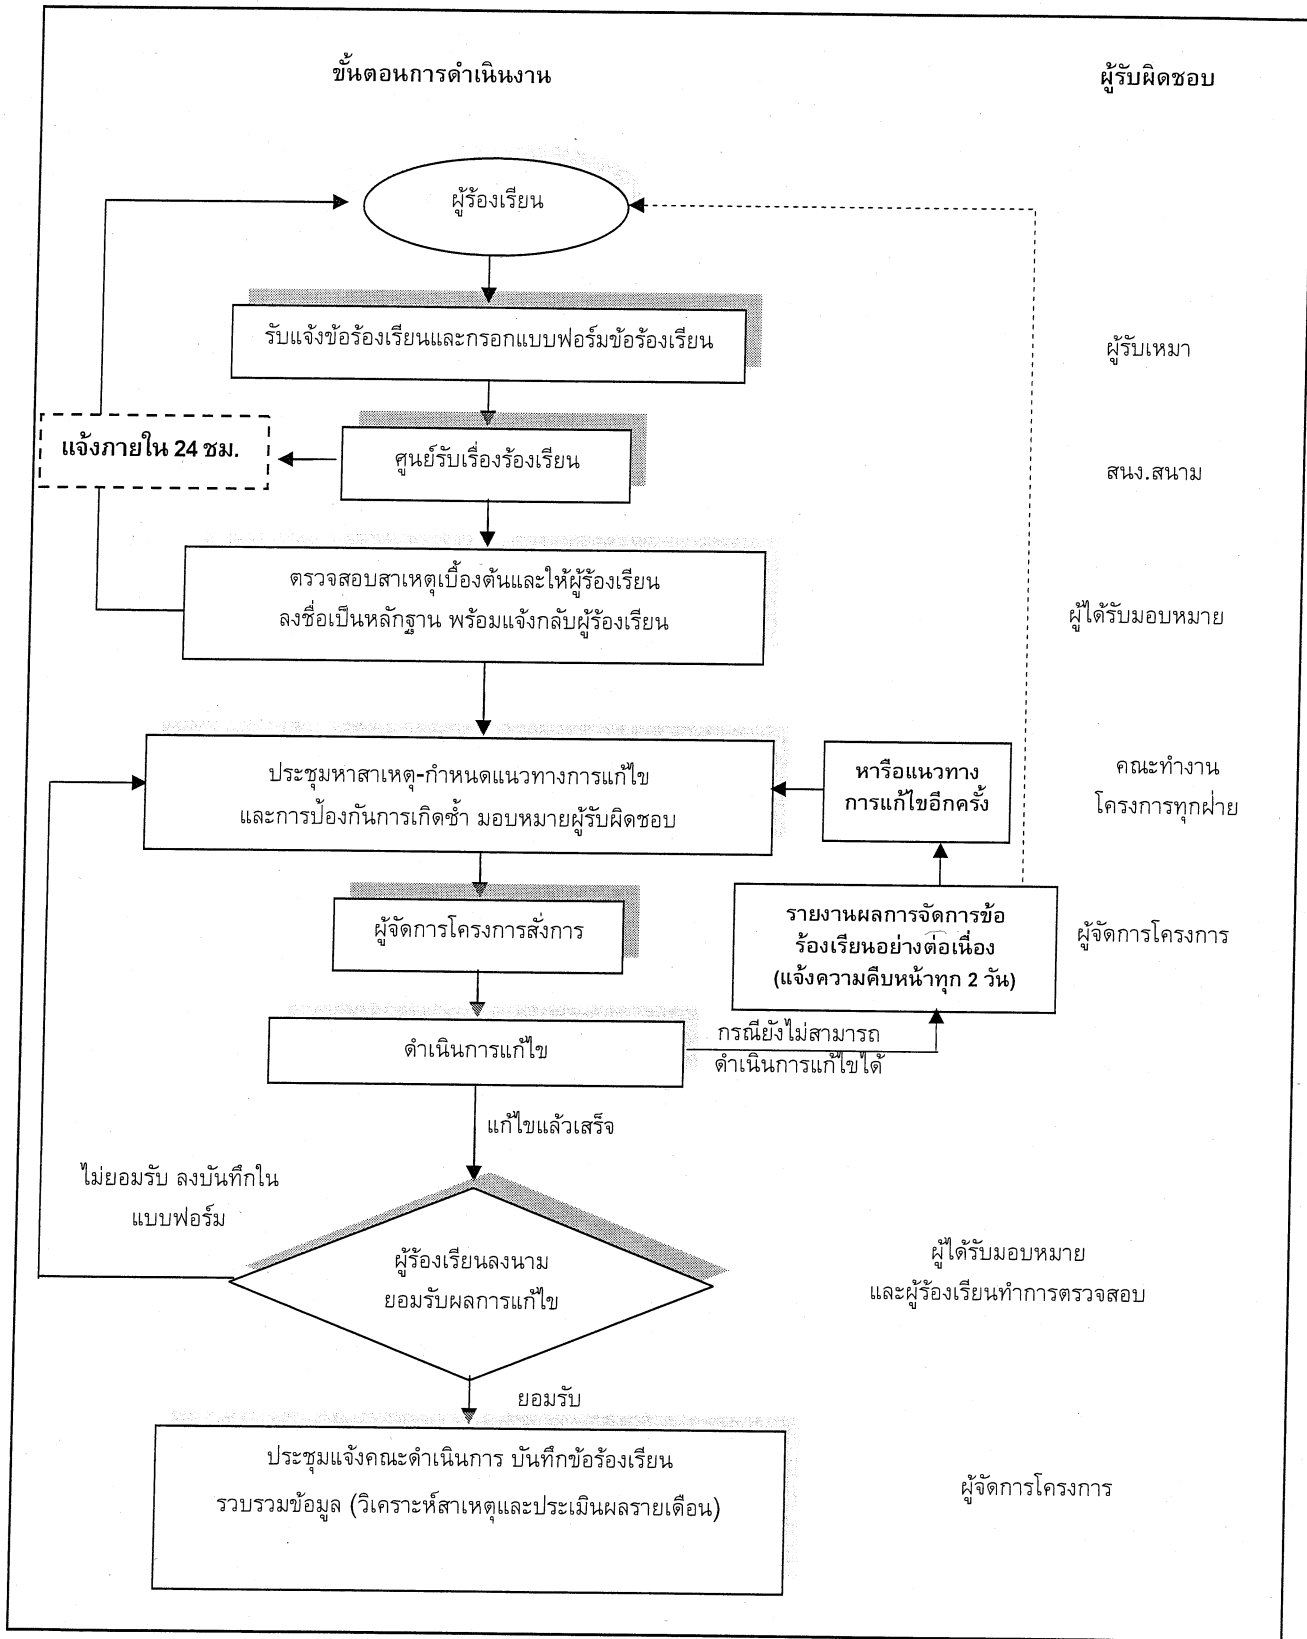 ขั้นตอนการดำเนินงาน
ผู้รับผิดชอบ
ผู้ร้องเรียน
รับแจ้งข้อร้องเรียนและกรอกแบบฟอร์มข้อร้องเรียน
ผู้รับเหมา
แจ้งภายใน 24 ชม.
ศูนย์รับเรื่องร้องเรียน
สนง.สนาม
ตรวจสอบสาเหตุเบื้องต้นและให้ผู้ร้องเรียน
ลงชื่อเป็นหลักฐาน พร้อมแจ้งกลับผู้ร้องเรียน
ผู้ได้รับมอบหมาย
ประชุมหาสาเหตุ-กำหนดแนวทางการแก้ไข
และการป้องกันการเกิดซ้ำ มอบหมายผู้รับผิดชอบ
หารือแนวทาง
การแก้ไขอีกครั้ง
คณะทำงาน
โครงการทุกฝ่าย
ผู้จัดการโครงการสั่งการ
รายงานผลการจัดการข้อ
ร้องเรียนอย่างต่อเนื่อง
(แจ้งความคืบหน้าทุก 2 วัน)
ผู้จัดการโครงการ
ดำเนินการแก้ไข
กรณียังไม่สามารถ
ดำเนินการแก้ไขได้
แก้ไขแล้วเสร็จ
ไม่ยอมรับ ลงบันทึกใน
แบบฟอร์ม
ผู้ร้องเรียนลงนาม
ยอมรับผลการแก้ไข
ผู้ได้รับมอบหมาย
และผู้ร้องเรียนทำการตรวจสอบ
ยอมรับ
ประชุมแจ้งคณะดำเนินการ บันทึกข้อร้องเรียน
รวบรวมข้อมูล (วิเคราะห์สาเหตุและประเมินผลรายเดือน)
ผู้จัดการโครงการ